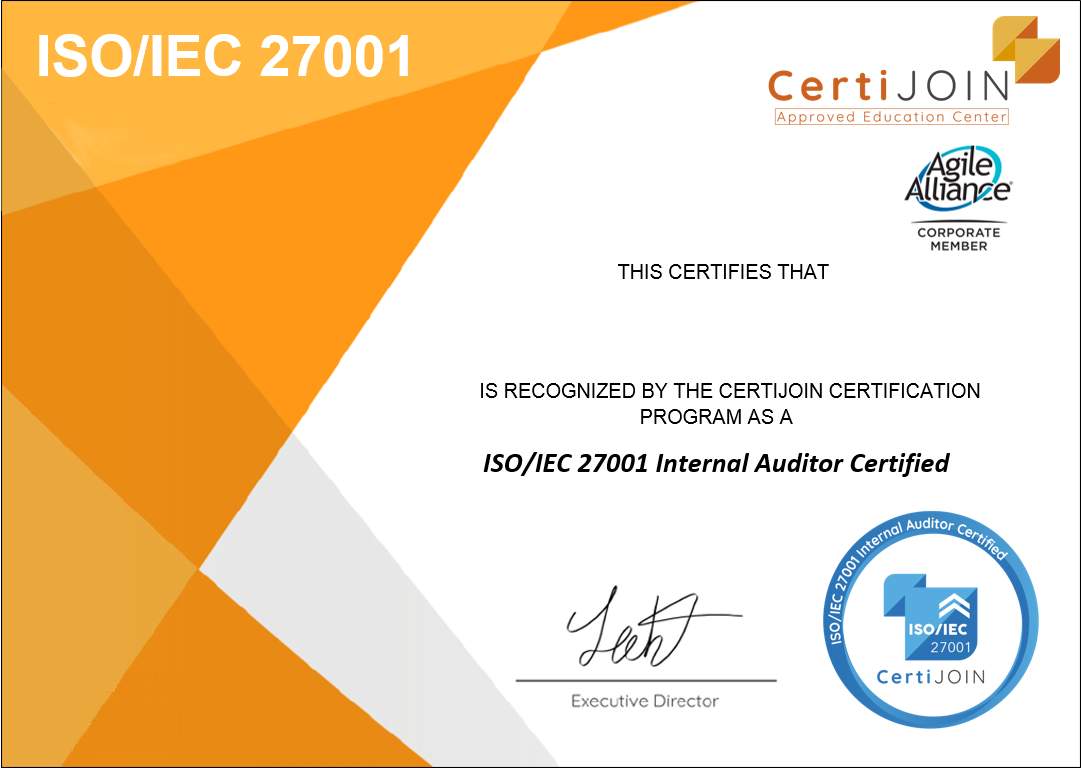 ISO/IEC 27001
CertiJOIN
Approved Education Center
Agile
Alliance®
CORPORATE
MEMBER
THIS CERTIFIES THAT
IS RECOGNIZED BY THE CERTIJOIN CERTIFICATION
PROGRAM AS A
ISO/IEC 27001 Internal Auditor Certified
ISO/IEC 27001 Internal Auditor Certified
ISO/IEC
27001
CertiJOIN
Executive Director